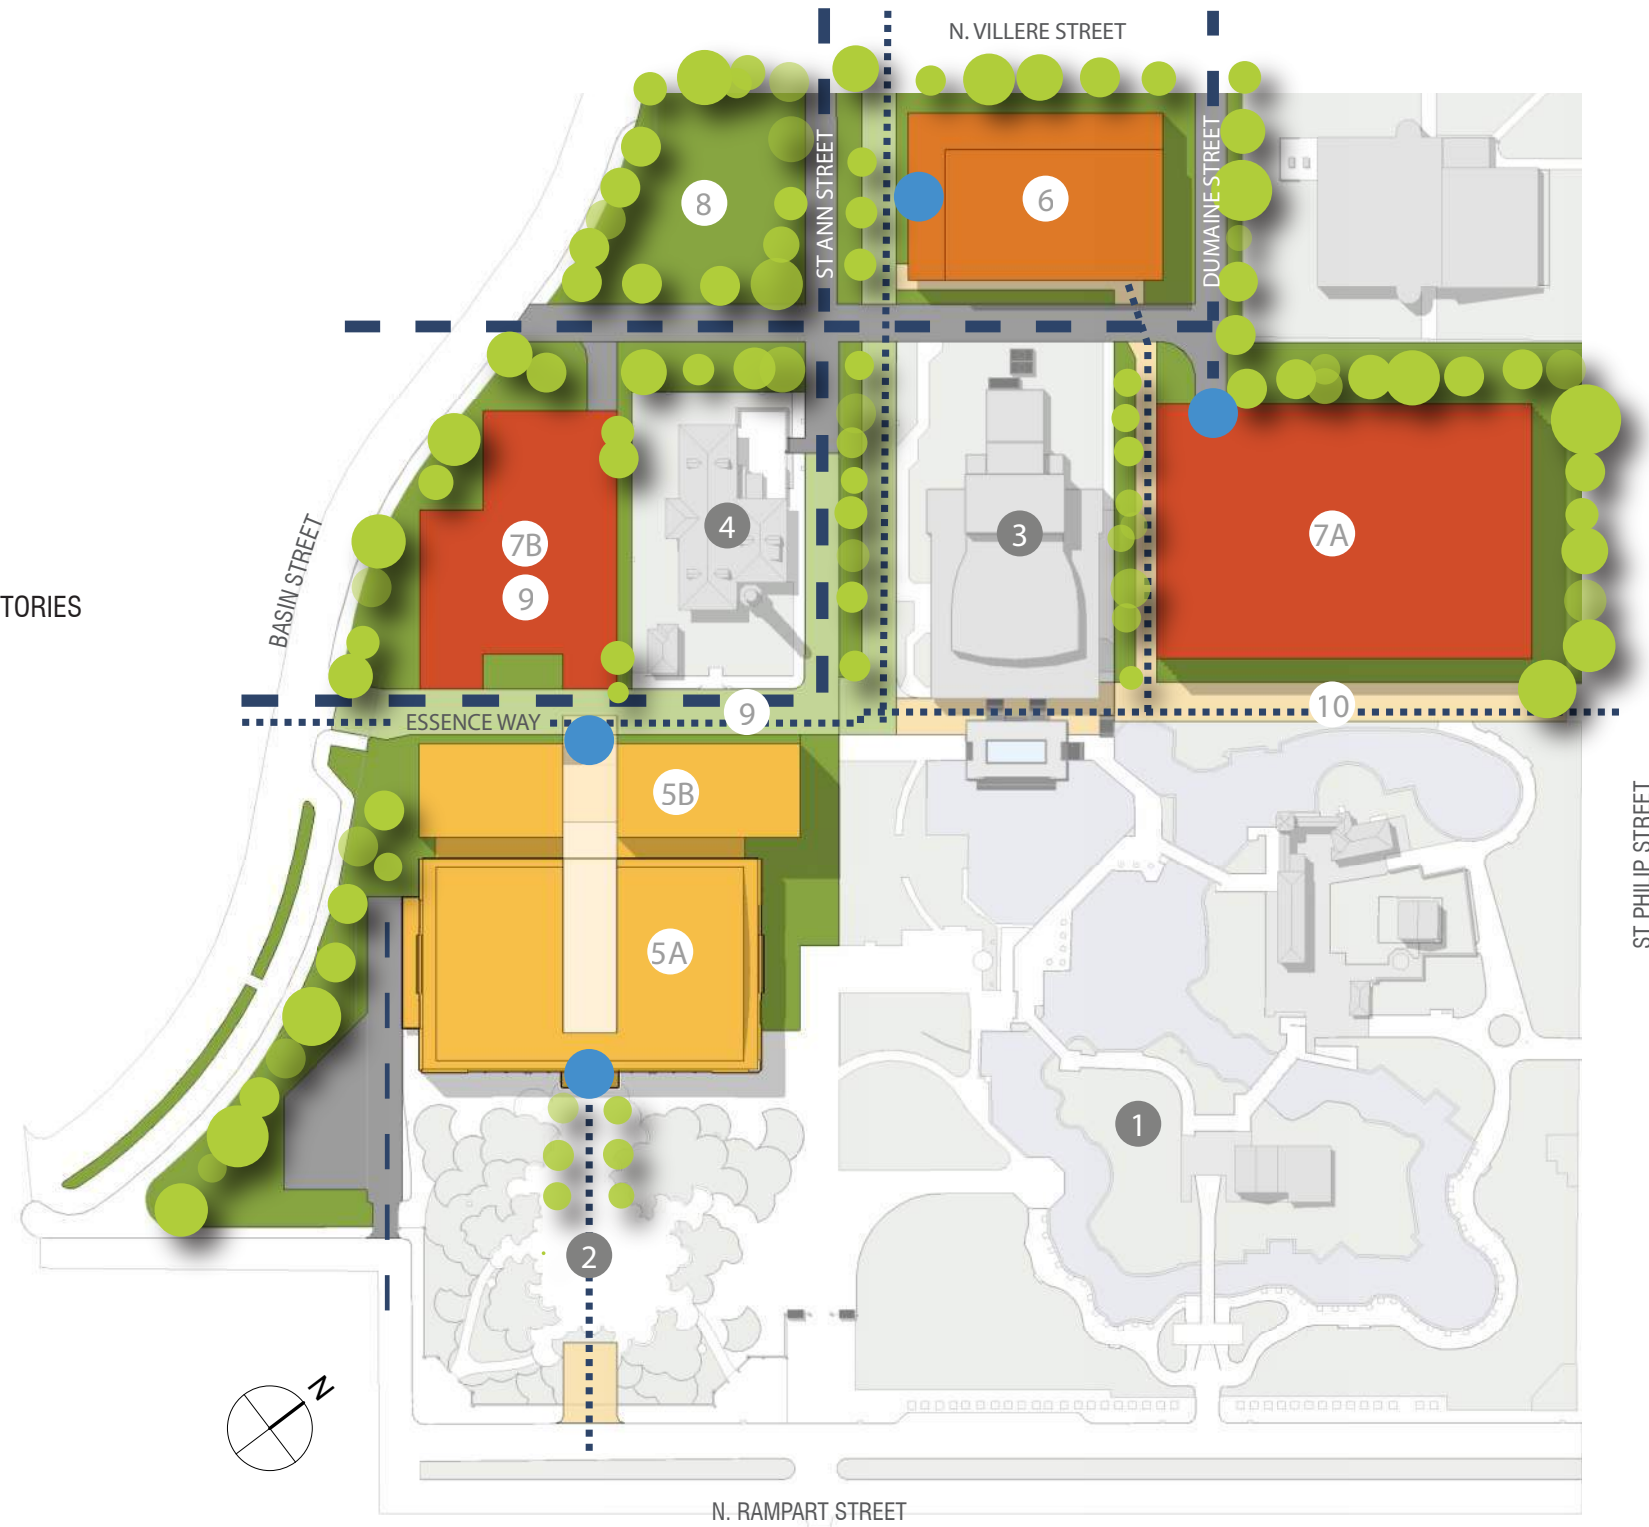 N. VILLERE STREET
ST ANN STREET
DUMAINE STREET
8
6
7B
9
4
3
7A
TORIES
BASIN STREET
ESSENCE WAY
9
10
5B
ST PHILIP STREET
5A
1
2
N
N. RAMPART STREET